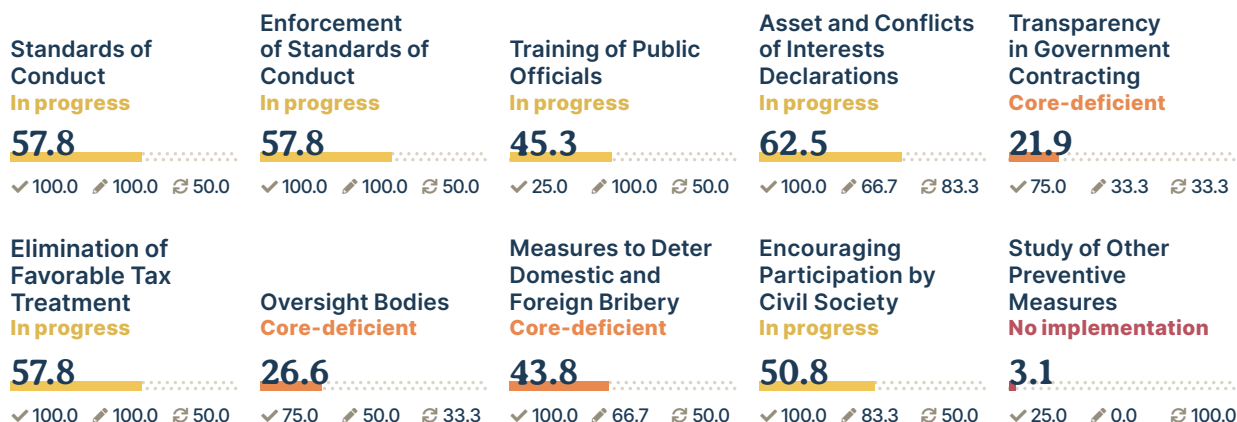 Standards of
Conduct
In progress
57.8
100.0 100.0 50.0
Enforcement
of Standards of
Conduct
In progress
57.8
100.0 100.0 50.0
Training of Public
Officials
In progress
45.3
25.0 100.0 50.0
Asset and Conflicts
of Interests
Declarations
In progress
62.5
100.0 66.7 83.3
Transparency
in Government
Contracting
Core-deficient
21.9
75.0 33.3 33.3
Elimination of
Favorable Tax
Treatment
In progress
57.8
100.0 100.0 50.0
Oversight Bodies
Core-deficient
26.6
75.0 50.0 33.3
Measures to Deter
Domestic and
Foreign Bribery
Core-deficient
43.8
100.0 66.7 50.0
Encouraging
Participation by
Civil Society
In progress
50.8
100.0 83.3 50.0
Study of Other
Preventive
Measures
No implementation
3.1
25.0 0.0 100.0